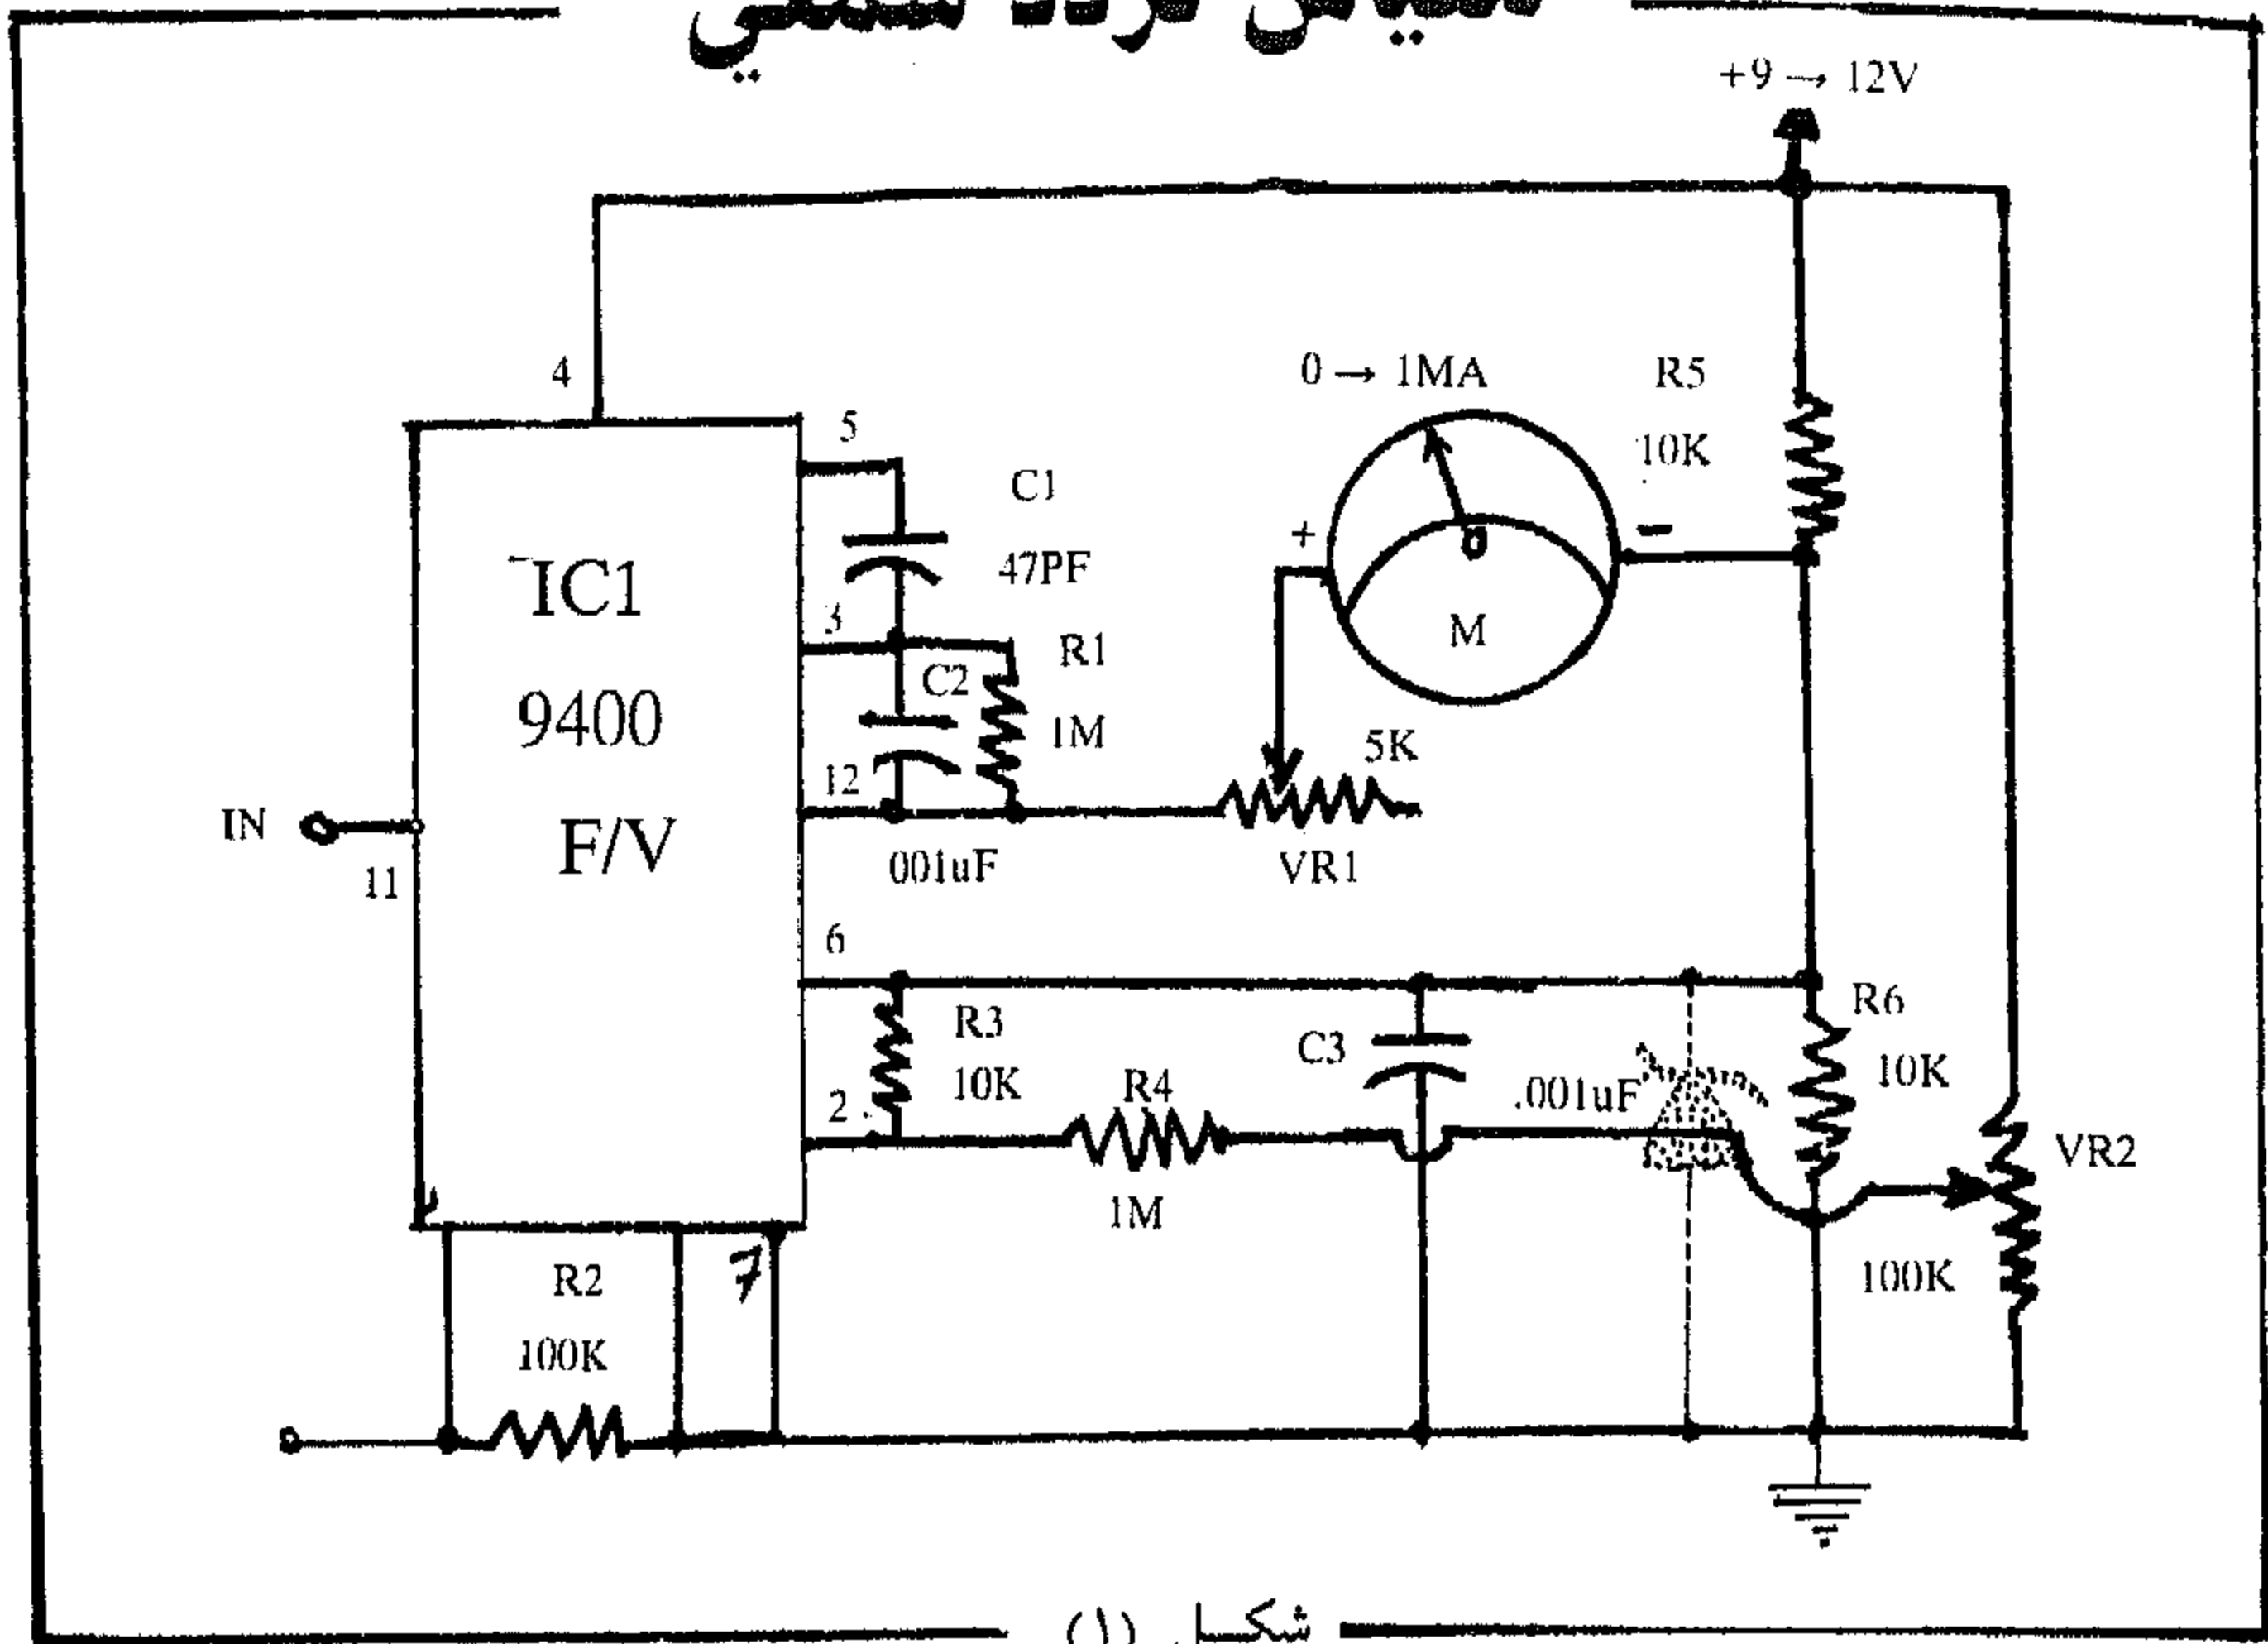 +9 → 12V
4
0 → 1MA
R5
10K
5
C1
47PF
+
-
IC1
9400
F/V
3
R1
1M
C2
M
12
5K
IN
11
001uF
VR1
6
R3
10K
C3
R6
10K
.001uF
2
R4
1M
VR2
100K
7
R2
100K
شكل (١)